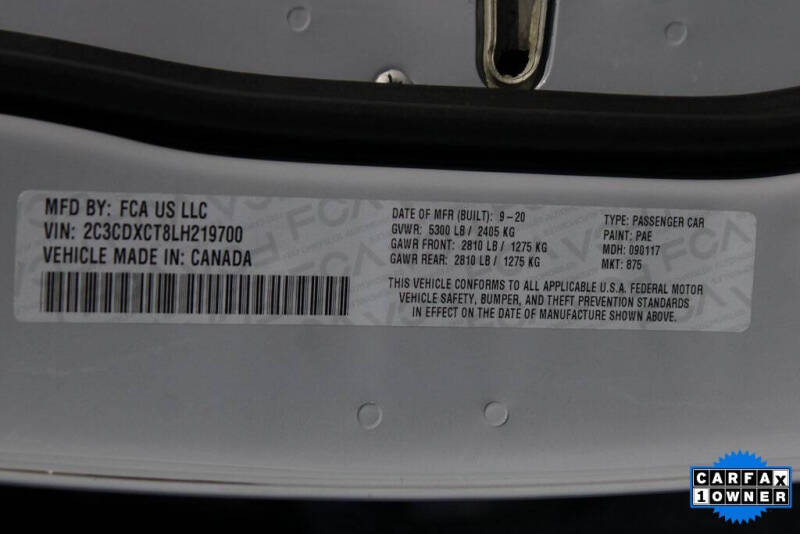 MFD BY: FCA US LLC
VIN: 2C3CDXCT8LH219700
VEHICLE MADE IN: CANADA
DATE OF MFR (BUILT): 9-20
GVWR: 5300 LB / 2405 KG
GAWR FRONT: 2810 LB / 1275 KG
GAWR REAR: 2810 LB / 1275 KG
TYPE: PASSENGER CAR
PAINT: PAE
MDH: 090117
MKT: 875
THIS VEHICLE CONFORMS TO ALL APPLICABLE U.S.A. FEDERAL MOTOR
VEHICLE SAFETY, BUMPER, AND THEFT PREVENTION STANDARDS
IN EFFECT ON THE DATE OF MANUFACTURE SHOWN ABOVE.
CARFAX
1 OWNER